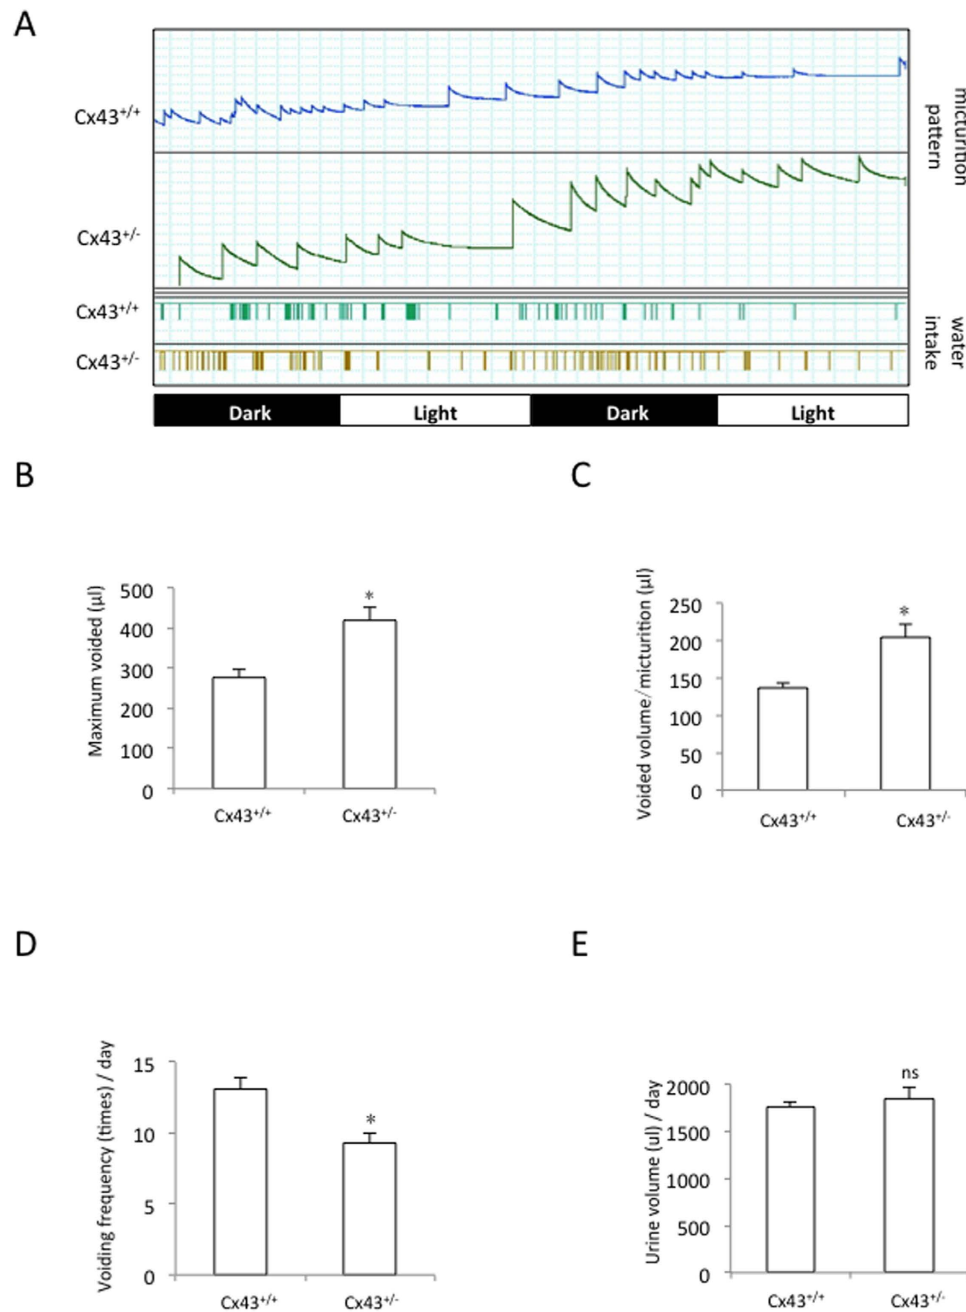 A
Cx43+/+
Cx43+/-
micturition
pattern
Cx43+/+
Cx43+/-
water
intake
Dark
Light
Dark
Light
B
Maximum voided (µl)
500
400
300
200
100
0
*
Cx43+/+
Cx43+/-
C
Voided volume/micturition (µl)
250
200
150
100
50
0
*
Cx43+/+
Cx43+/-
D
Voiding frequency (times) / day
15
10
5
0
*
Cx43+/+
Cx43+/-
E
Urine volume (ul) / day
2000
1500
1000
500
0
ns
Cx43+/+
Cx43+/-